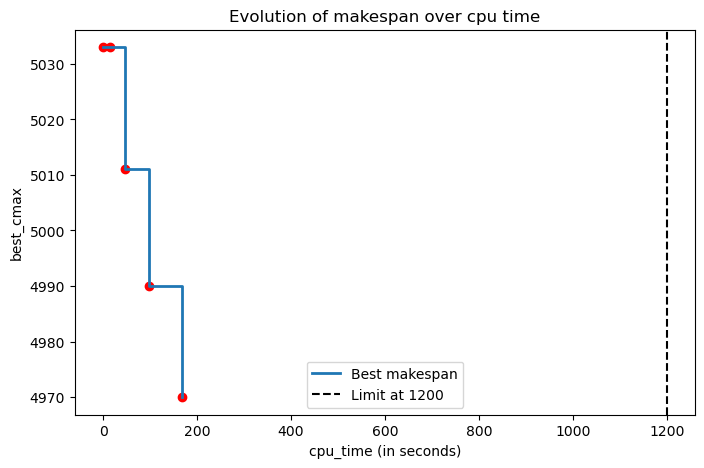 Evolution of makespan over cpu time
best_cmax
5030
5020
5010
5000
4990
4980
4970
Best makespan
Limit at 1200
0 200 400 600 800 1000 1200
cpu_time (in seconds)